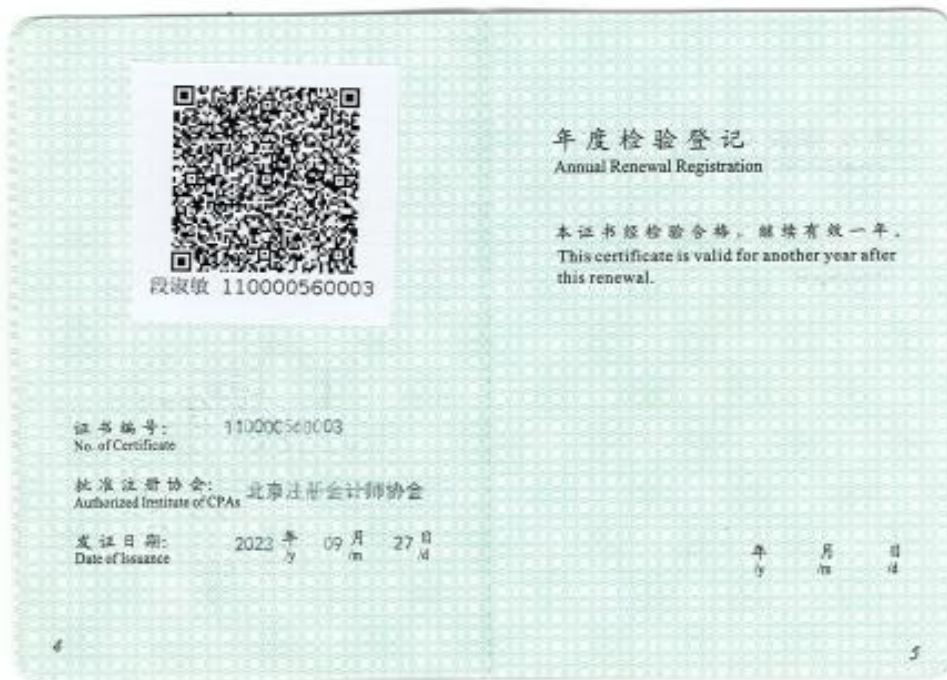 段淑敏 110000560003
证书编号: 110000560003
No. of Certificate
批准注册协会: 北京注册会计师协会
Authorized Institute of CPAs
发证日期: 2023 年 09 月 27 日
Date of Issuance /y /m /d
4
年度检验登记
Annual Renewal Registration
本证书经检验合格，继续有效一年。
This certificate is valid for another year after
this renewal.
年 月 日
/y /m /d
5